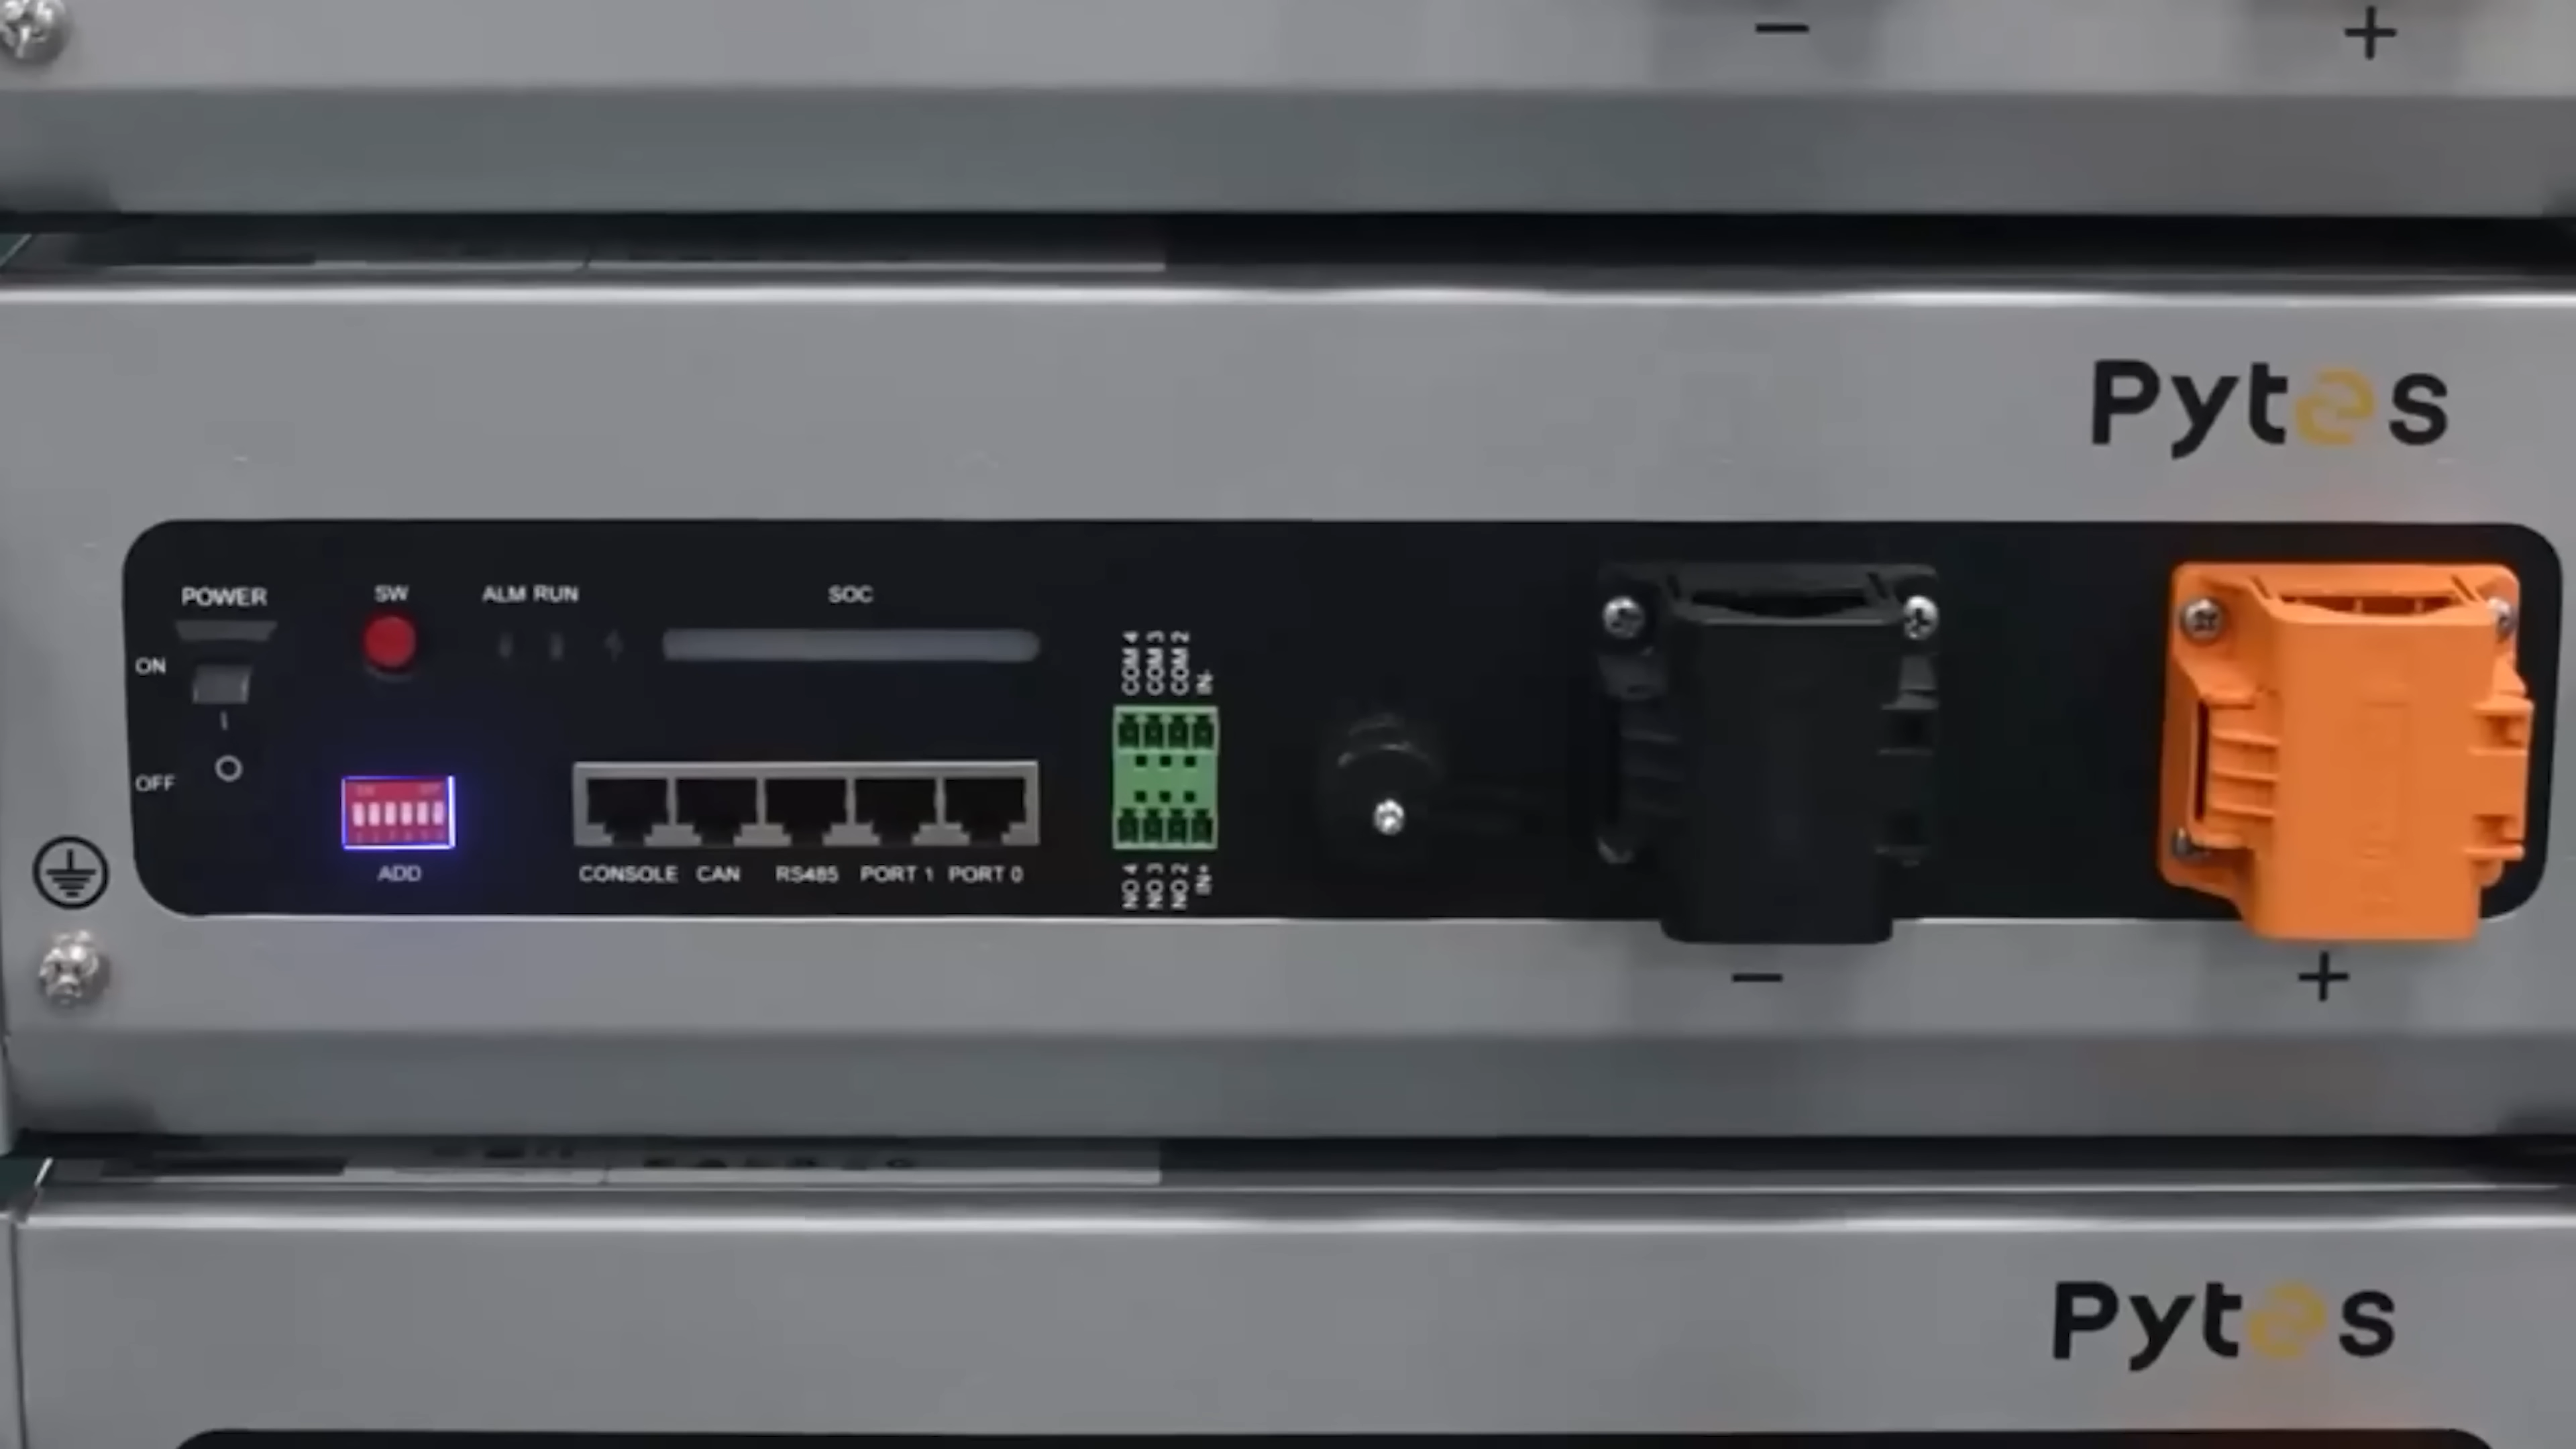 − +
Pytes
POWER
SW
ALM RUN
SOC
ON
OFF
COM 4
COM 3
COM 2
IN-
ADD
CONSOLE CAN RS485 PORT 1 PORT 0
NO 4
NO 3
NO 2
IN+
− +
Pytes